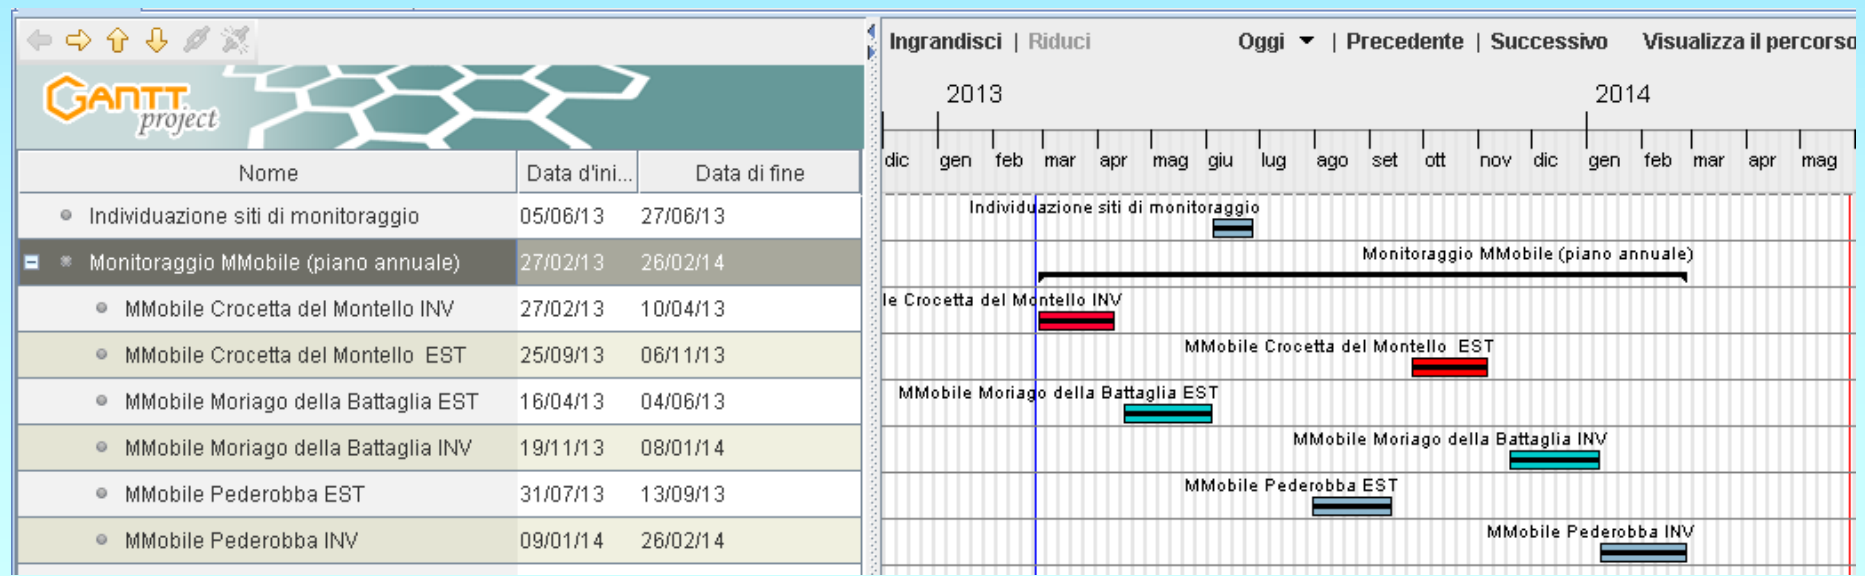 Ingrandisci | Riduci Oggi | Precedente | Successivo Visualizza il percorso
GANTT
project
2013 2014
dic gen feb mar apr mag giu lug ago set ott nov dic gen feb mar apr mag
Nome Data d'ini... Data di fine
Individuazione siti di monitoraggio 05/06/13 27/06/13
Individuazione siti di monitoraggio
Monitoraggio MMobile (piano annuale) 27/02/13 26/02/14
Monitoraggio MMobile (piano annuale)
MMobile Crocetta del Montello INV 27/02/13 10/04/13
le Crocetta del Montello INV
MMobile Crocetta del Montello EST 25/09/13 06/11/13
MMobile Crocetta del Montello EST
MMobile Moriago della Battaglia EST 16/04/13 04/06/13
MMobile Moriago della Battaglia EST
MMobile Moriago della Battaglia INV 19/11/13 08/01/14
MMobile Moriago della Battaglia INV
MMobile Pederobba EST 31/07/13 13/09/13
MMobile Pederobba EST
MMobile Pederobba INV 09/01/14 26/02/14
MMobile Pederobba INV